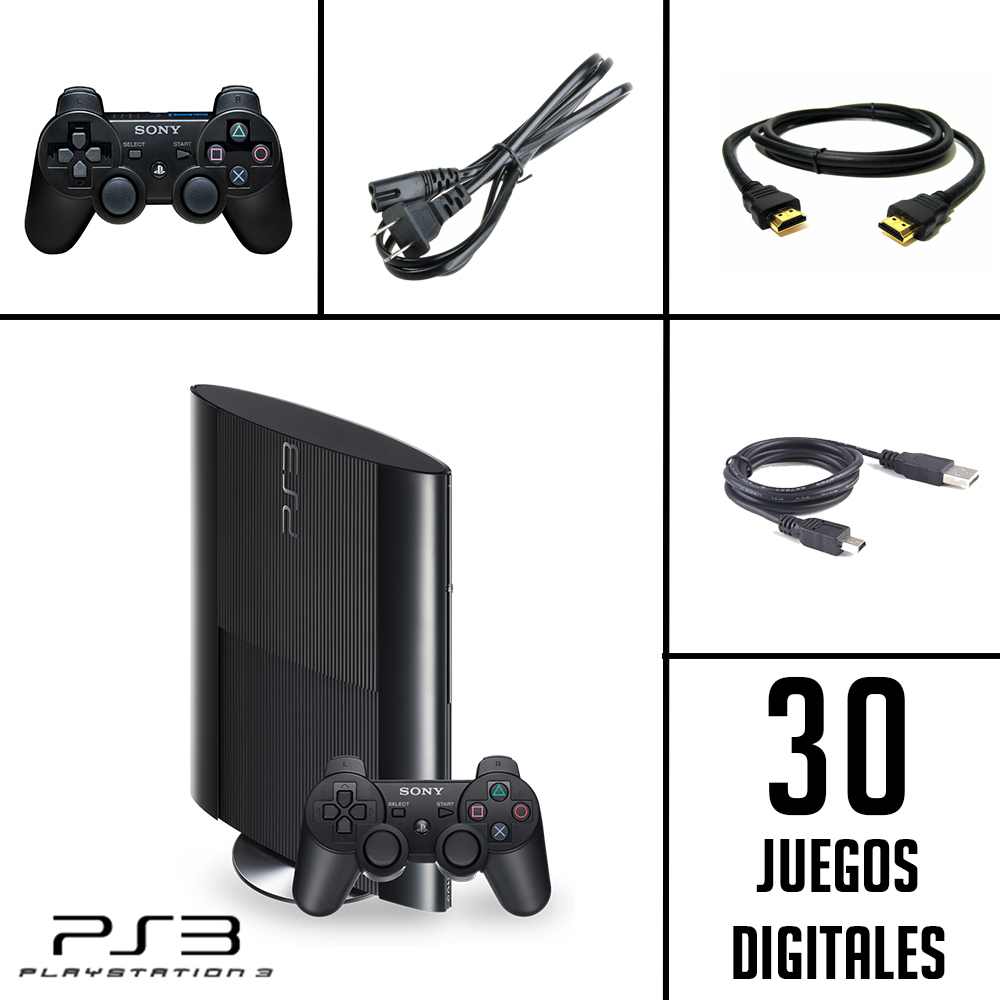 SONY
SELECT START
PS3
L R
SONY
SELECT START
PS3
PLAYSTATION 3
30
JUEGOS
DIGITALES